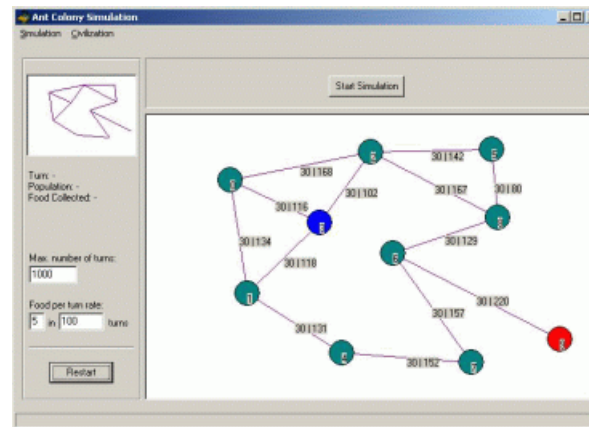 Ant Colony Simulation
Simulation Civilization
Start Simulation
Turn: -
Population: -
Food Collected: -
Max. number of turns:
1000
Food per turn rate:
5 in 100 turns
Restart
30|168
30|142
30|116
30|102
30|167
30|80
30|134
30|118
30|129
30|220
30|157
30|131
30|152